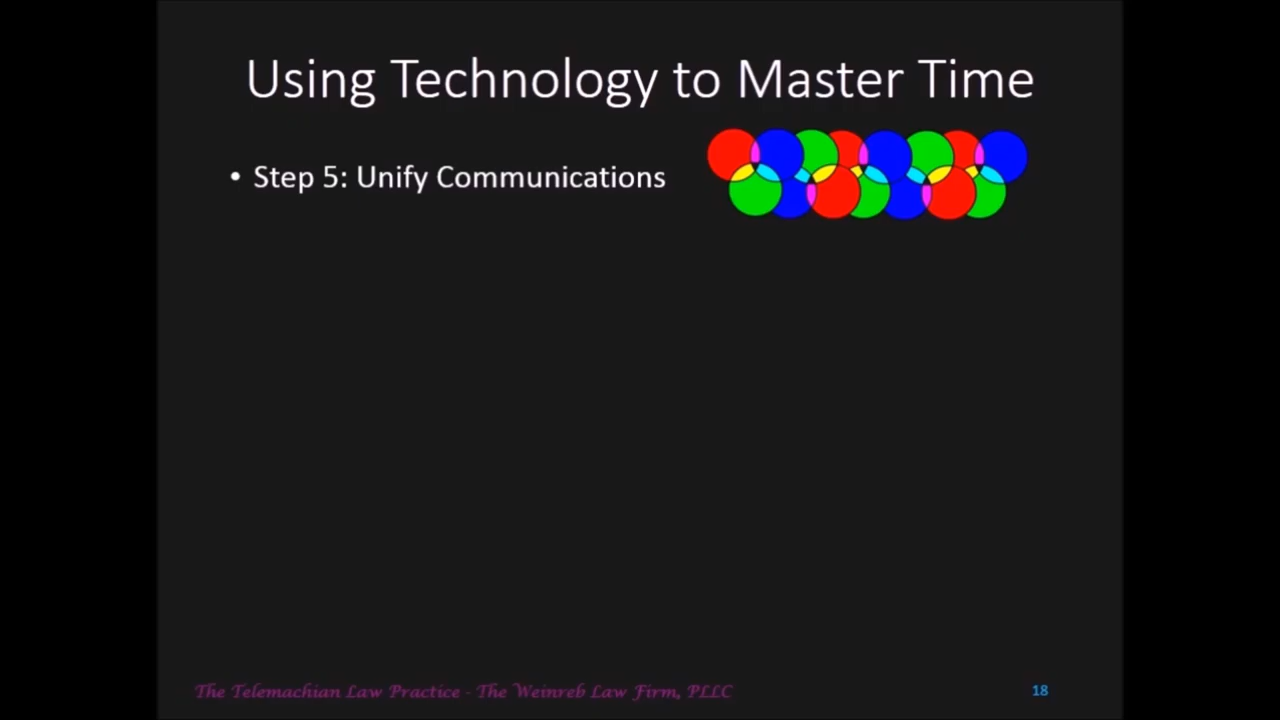 Using Technology to Master Time
• Step 5: Unify Communications
The Telemachian Law Practice - The Weinreb Law Firm, PLLC
18